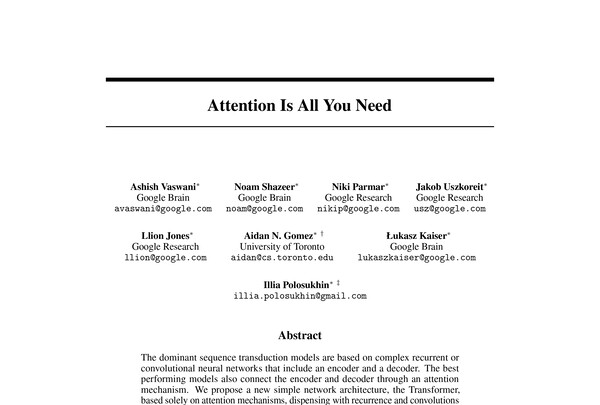 Attention Is All You Need
Ashish Vaswani* Noam Shazeer* Niki Parmar* Jakob Uszkoreit*
Google Brain Google Brain Google Research Google Research
avaswani@google.com noam@google.com nikip@google.com usz@google.com
Llion Jones* Aidan N. Gomez* † Łukasz Kaiser*
Google Research University of Toronto Google Brain
llion@google.com aidan@cs.toronto.edu lukaszkaiser@google.com
Illia Polosukhin* ‡
illia.polosukhin@gmail.com
Abstract
The dominant sequence transduction models are based on complex recurrent or
convolutional neural networks that include an encoder and a decoder. The best
performing models also connect the encoder and decoder through an attention
mechanism. We propose a new simple network architecture, the Transformer,
based solely on attention mechanisms, dispensing with recurrence and convolutions